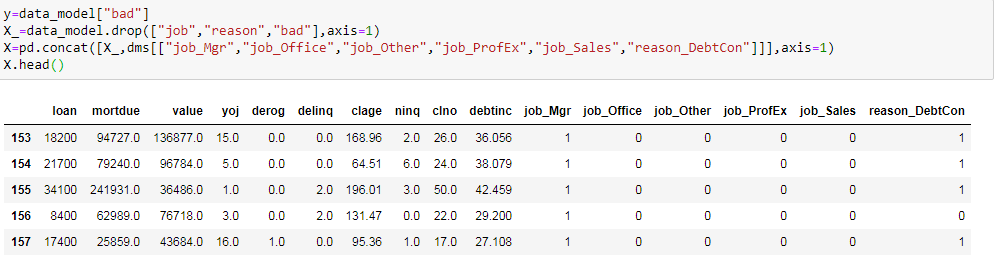 y=data_model["bad"]
X_=data_model.drop(["job","reason","bad"],axis=1)
X=pd.concat([X_,dms[["job_Mgr","job_Office","job_Other","job_ProfEx","job_Sales","reason_DebtCon"]]],axis=1)
X.head()
loan mortdue value yoj derog delinq clage ninq clno debtinc job_Mgr job_Office job_Other job_ProfEx job_Sales reason_DebtCon
153 18200 94727.0 136877.0 15.0 0.0 0.0 168.96 2.0 26.0 36.056 1 0 0 0 0 1
154 21700 79240.0 96784.0 5.0 0.0 0.0 64.51 6.0 24.0 38.079 1 0 0 0 0 1
155 34100 241931.0 36486.0 1.0 0.0 2.0 196.01 3.0 50.0 42.459 1 0 0 0 0 1
156 8400 62989.0 76718.0 3.0 0.0 2.0 131.47 0.0 22.0 29.200 1 0 0 0 0 0
157 17400 25859.0 43684.0 16.0 1.0 0.0 95.36 1.0 17.0 27.108 1 0 0 0 0 1